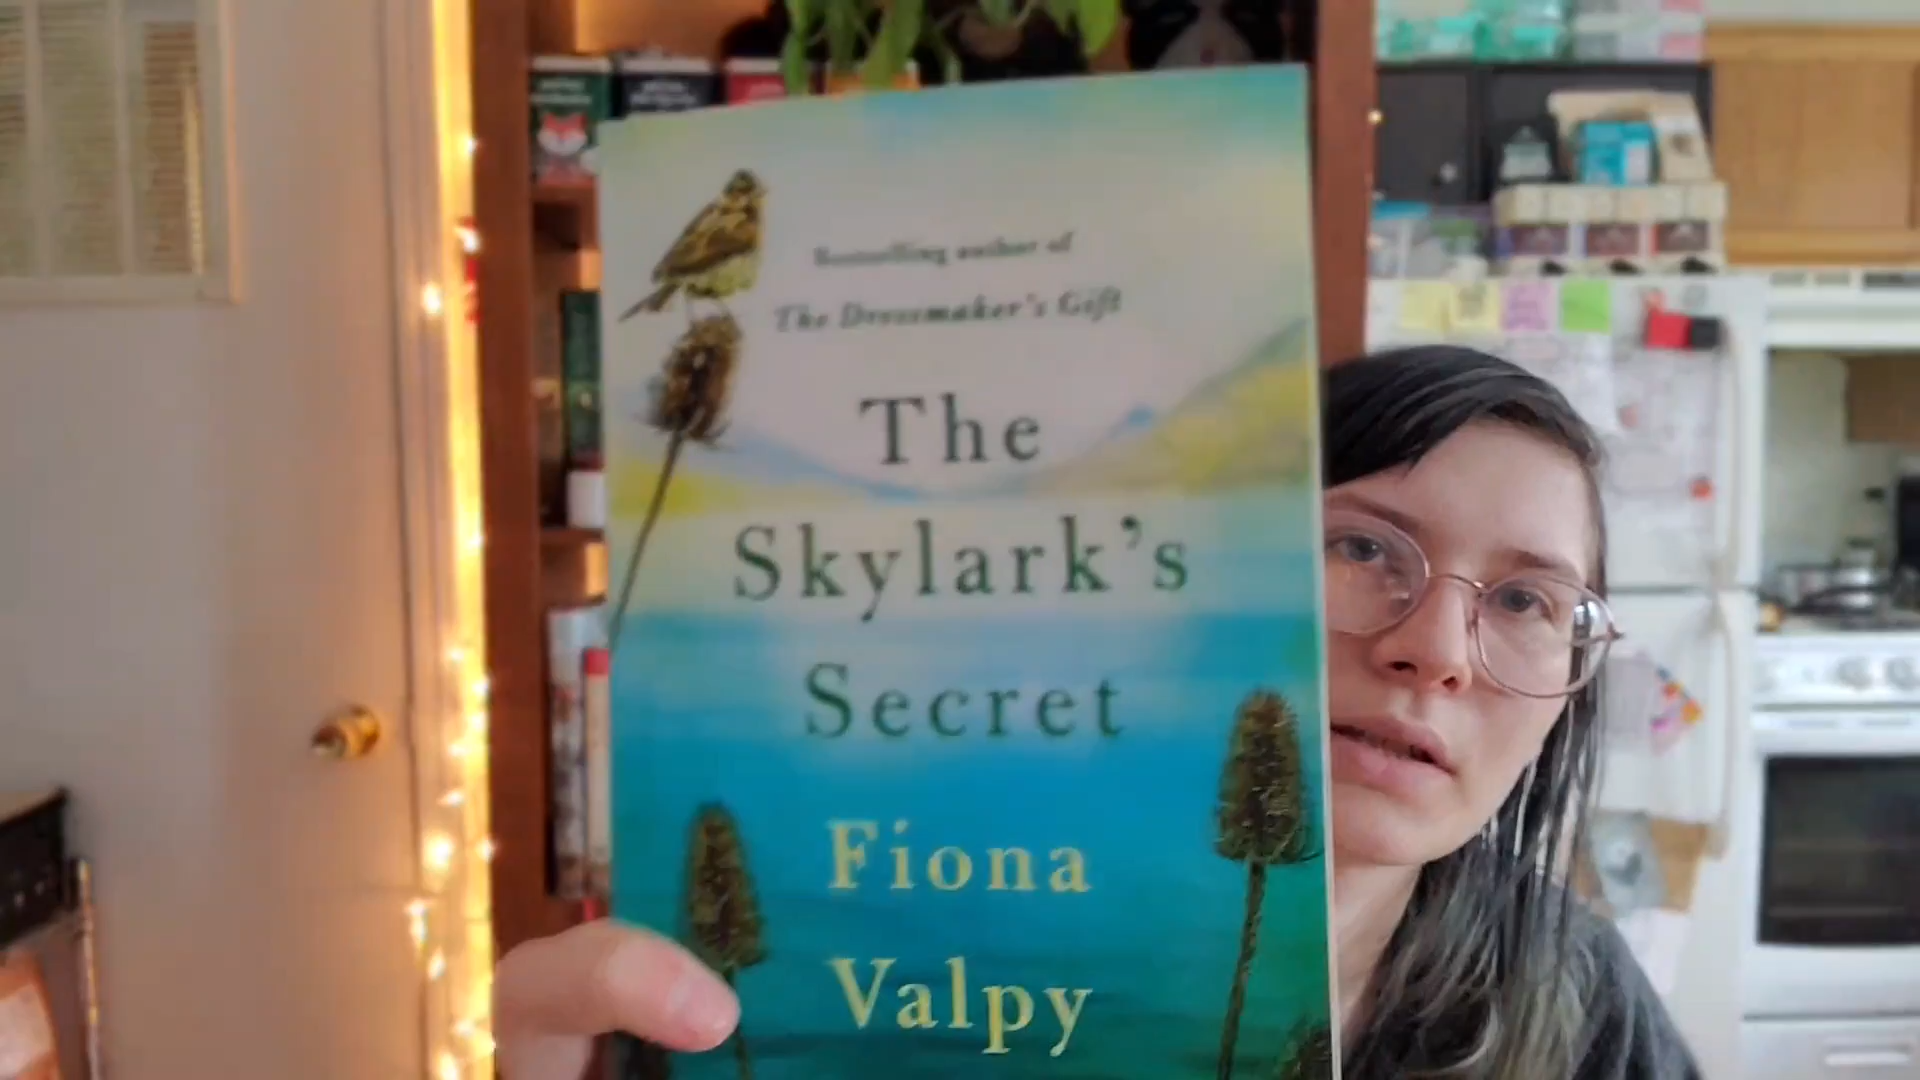 Bestselling author of
The Dressmaker's Gift
The
Skylark's
Secret
Fiona
Valpy